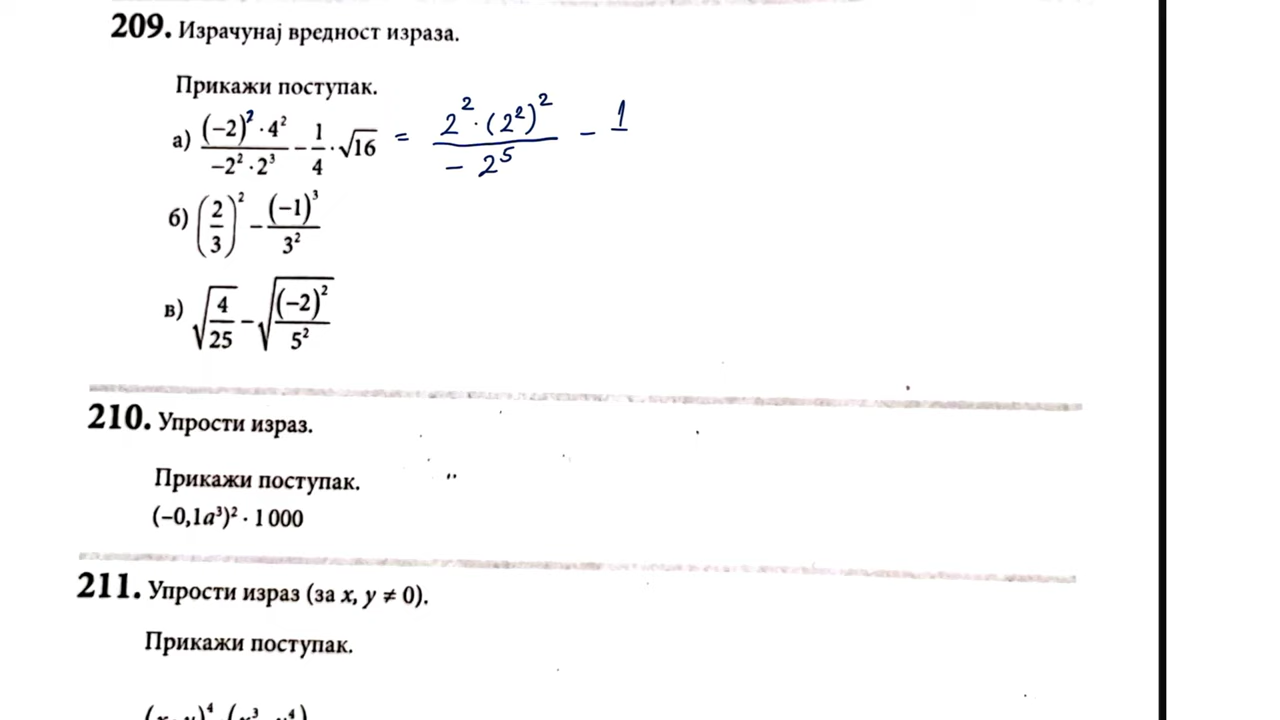 209. Израчунај вредност израза.
Прикажи поступак.
а) (−2)² · 4² / −2² · 2³ − 1/4 · √16 = 2² · (2²)² / − 2⁵ − 1
б) (2/3)² − (−1)³ / 3²
в) √(4/25) − √((−2)² / 5²)
210. Упрости израз.
Прикажи поступак.
(−0,1a³)² · 1 000
211. Упрости израз (за x, y ≠ 0).
Прикажи поступак.